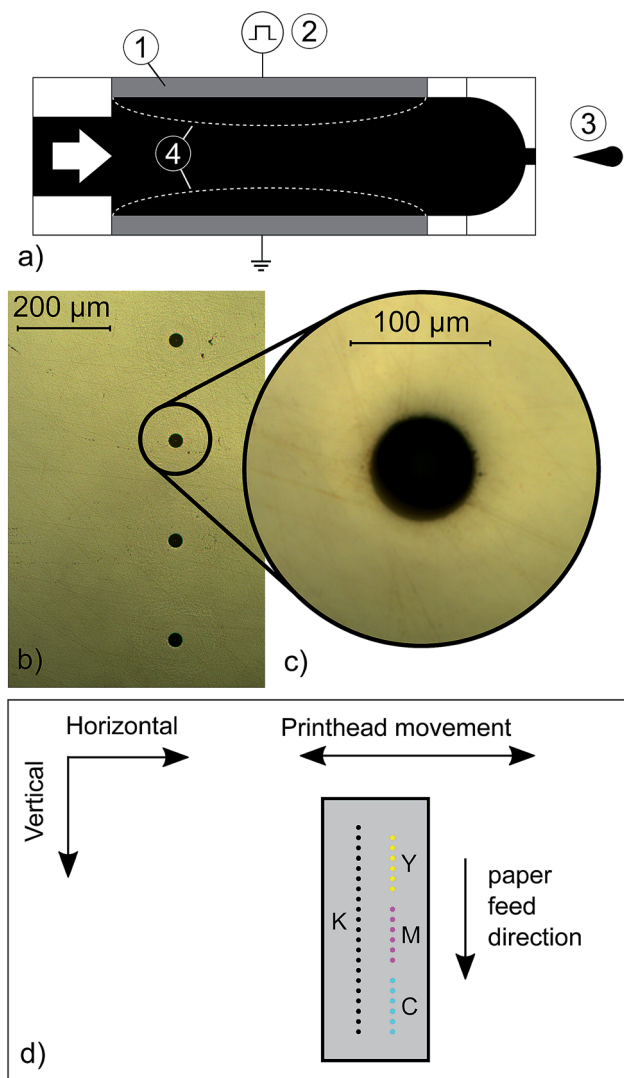 1
2
3
4
a)
200 µm
100 µm
b)
c)
Horizontal
Printhead movement
Vertical
Y
K
M
C
paper
feed
direction
d)